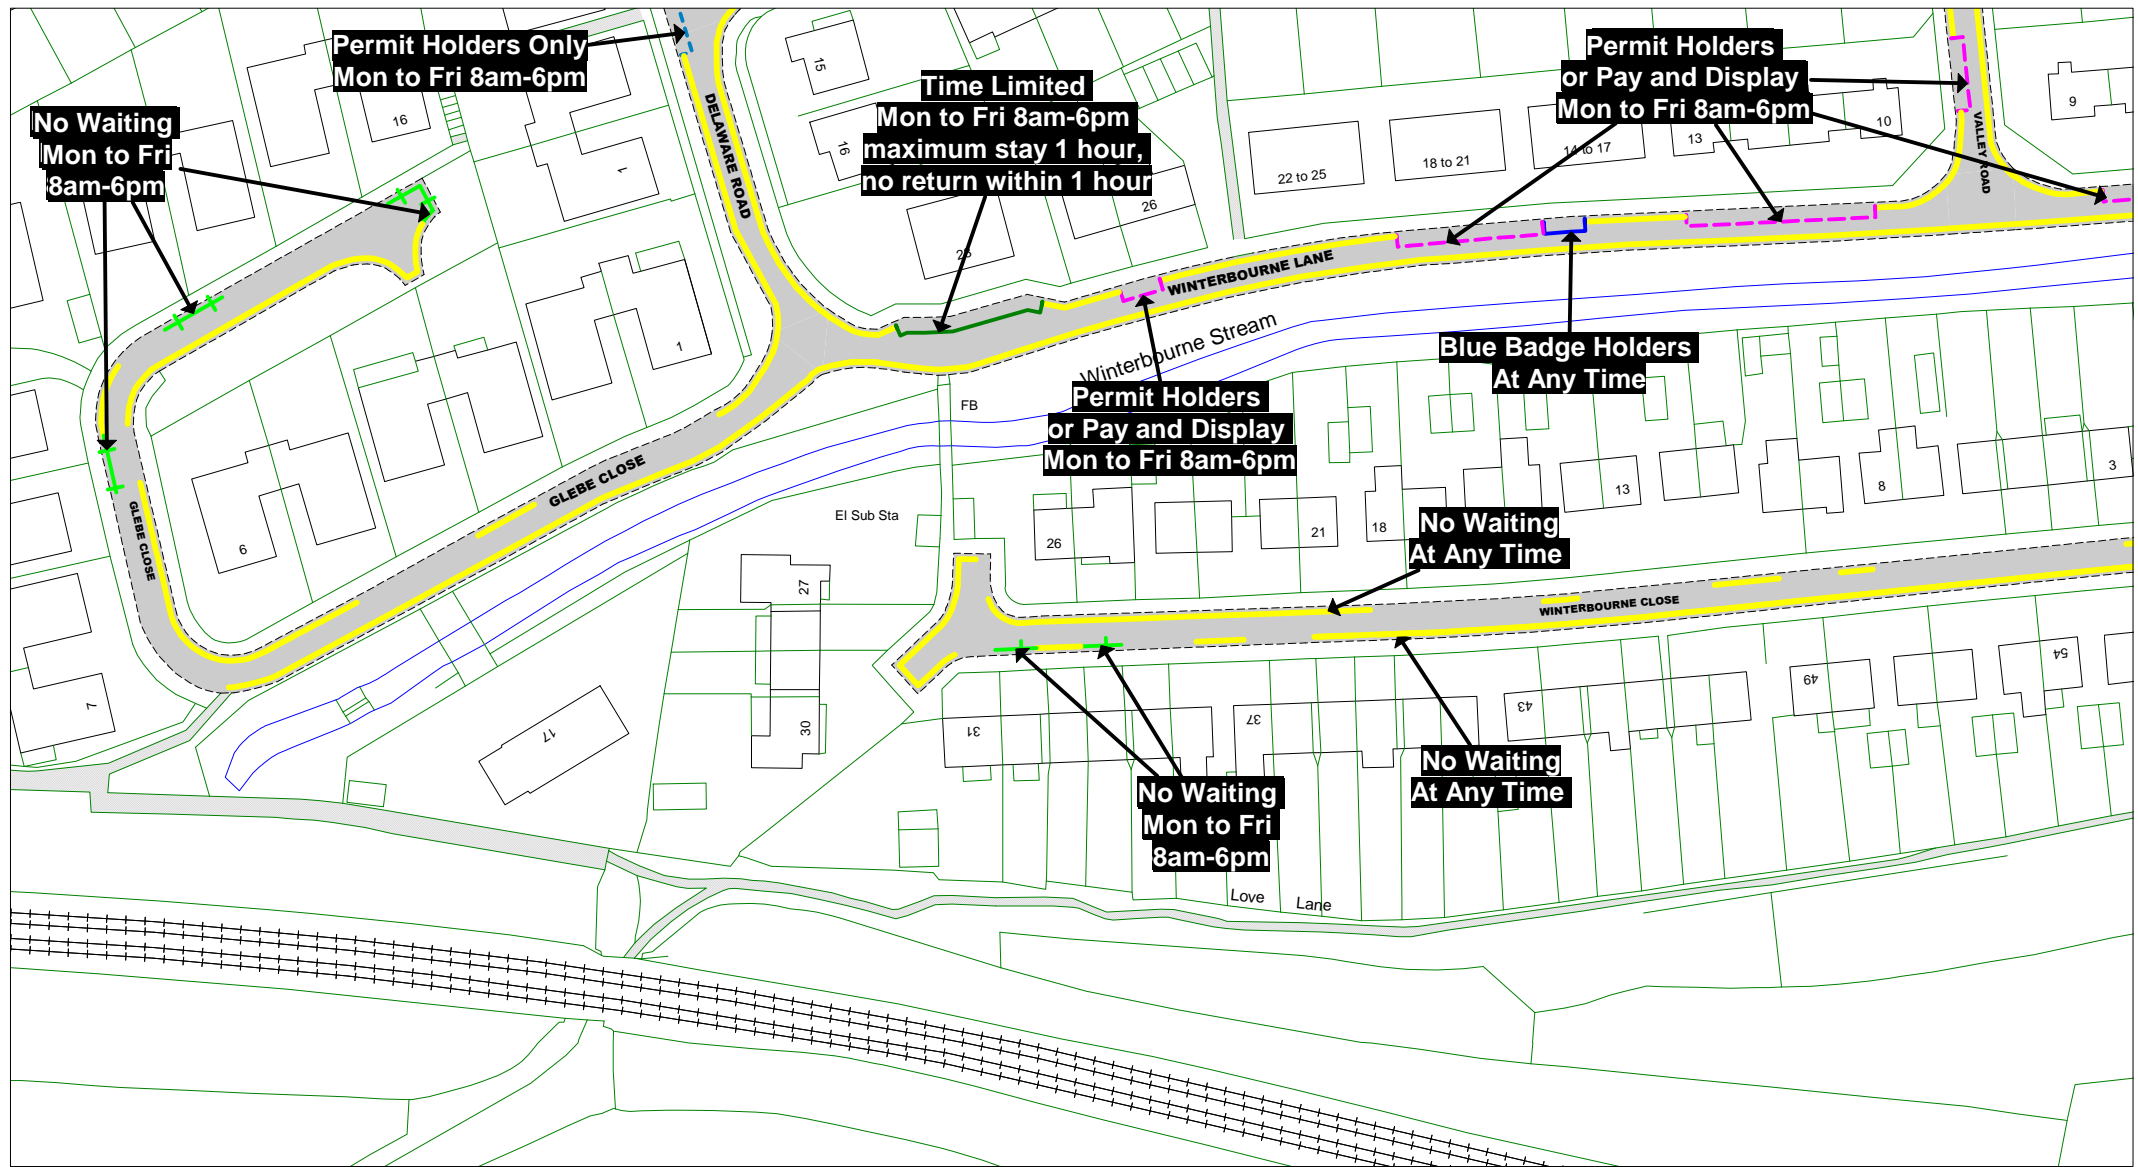 Permit Holders Only
Mon to Fri 8am-6pm
No Waiting
Mon to Fri
8am-6pm
Time Limited
Mon to Fri 8am-6pm
maximum stay 1 hour,
no return within 1 hour
Permit Holders
or Pay and Display
Mon to Fri 8am-6pm
DELAWARE ROAD
VALLEY ROAD
15
16
16
1
26
22 to 25
18 to 21
14 to 17
13
10
9
WINTERBOURNE LANE
Winterbourne Stream
1
Blue Badge Holders
At Any Time
Permit Holders
or Pay and Display
Mon to Fri 8am-6pm
FB
GLEBE CLOSE
GLEBE CLOSE
6
7
El Sub Sta
26
21
18
13
8
3
No Waiting
At Any Time
WINTERBOURNE CLOSE
27
30
17
31
37
43
49
54
No Waiting
At Any Time
No Waiting
Mon to Fri
8am-6pm
Love Lane